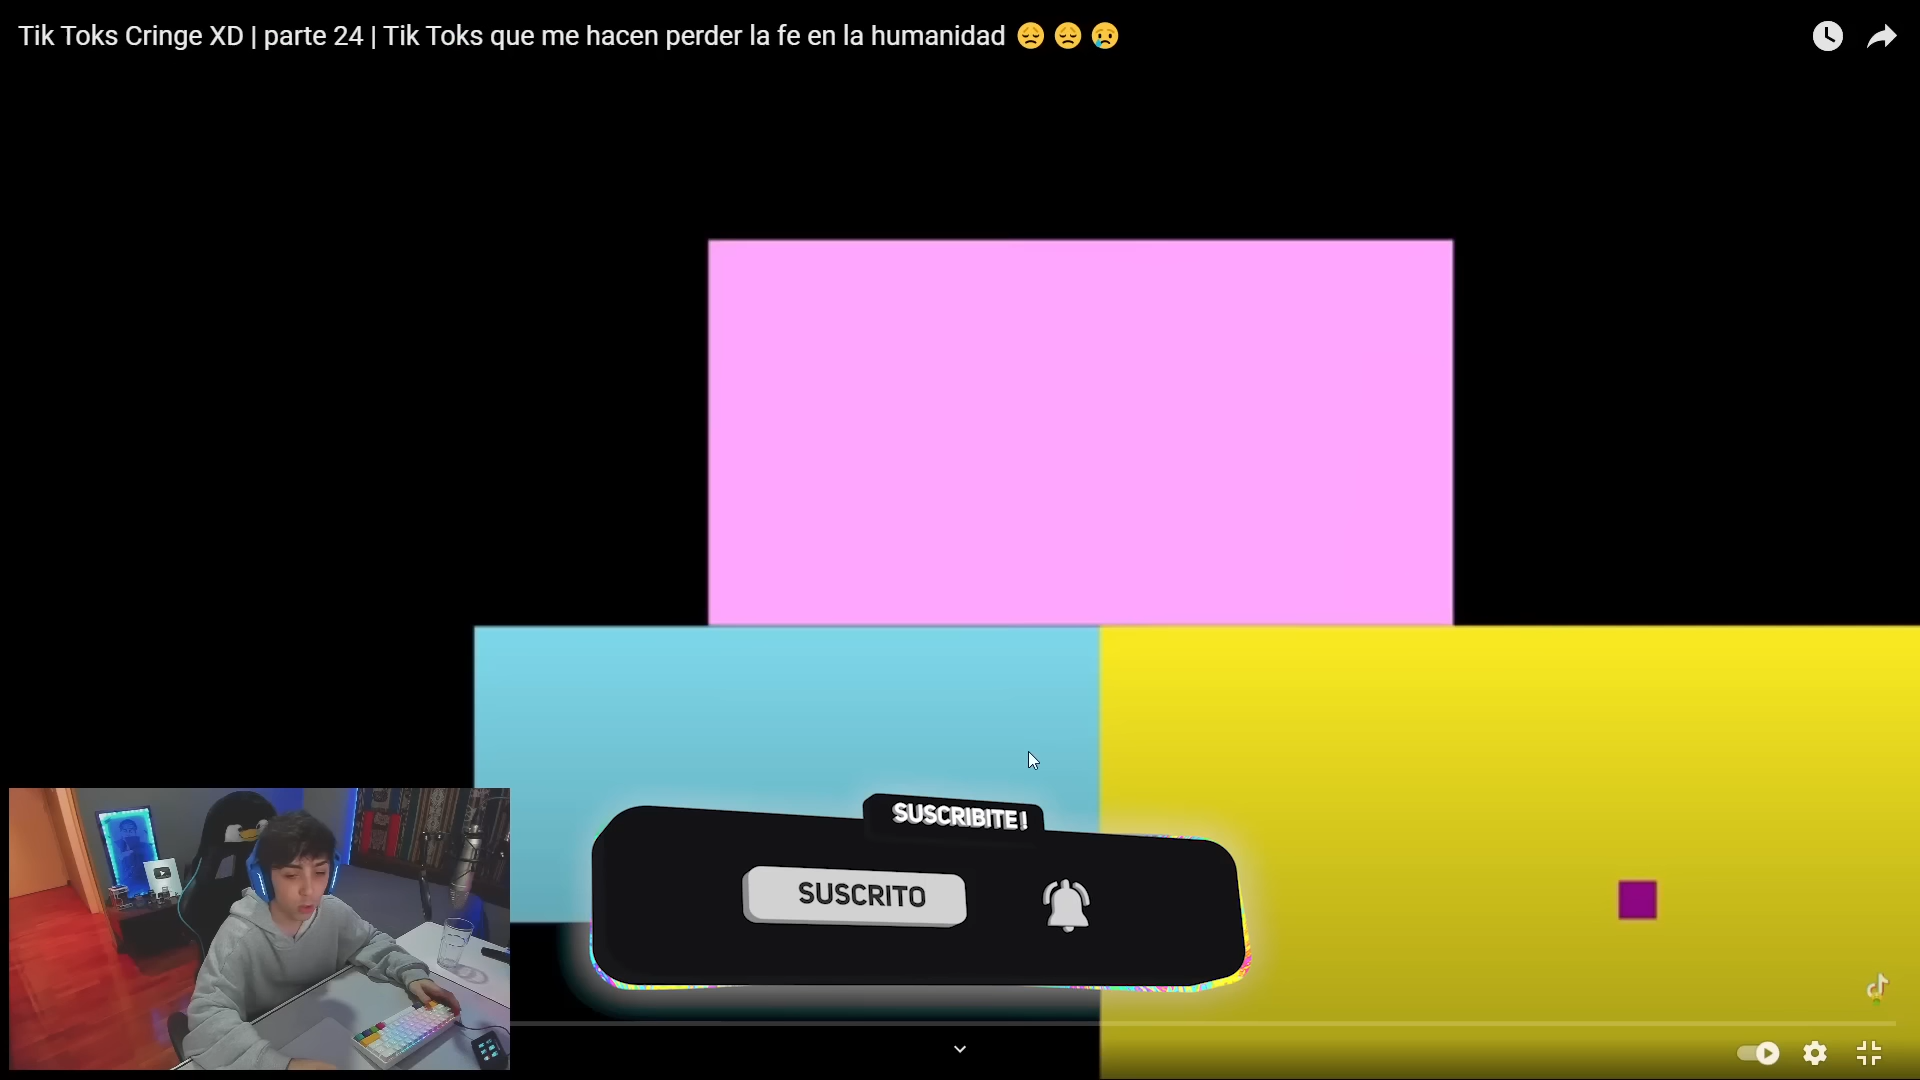 Tik Toks Cringe XD | parte 24 | Tik Toks que me hacen perder la fe en la humanidad 😔 😔 😢
SUSCRIBITE!
SUSCRITO